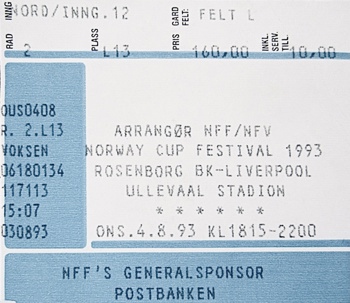 INNG NORD/INNG.12 GARD FELT: FELT L
RAD 2 PLASS L13 PRIS 160,00 INKL SERV. TILL. 10,00
OUS0408
R. 2.L13 ARRANGØR NFF/NFV
VOKSEN NORWAY CUP FESTIVAL 1993
06180134 ROSENBORG BK-LIVERPOOL
117113 ULLEVAAL STADION
15:07 * * * * * *
030893 ONS.4.8.93 KL1815-2200
NFF'S GENERALSPONSOR
POSTBANKEN